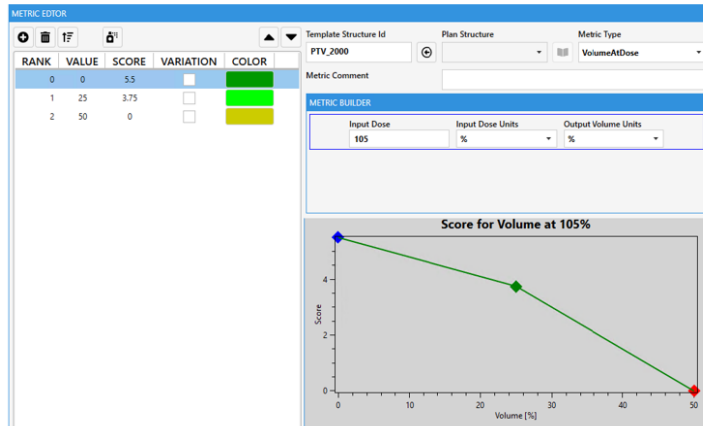 METRIC EDTOR
RANK VALUE SCORE VARIATION COLOR
0 0 5.5
1 25 3.75
2 50 0
Template Structure Id Plan Structure Metric Type
PTV_2000 VolumeAtDose
Metric Comment
METRIC BUILDER
Input Dose Input Dose Units Output Volume Units
105 % %
Score for Volume at 105%
Score
4
2
0
0 10 20 30 40 50
Volume [%]